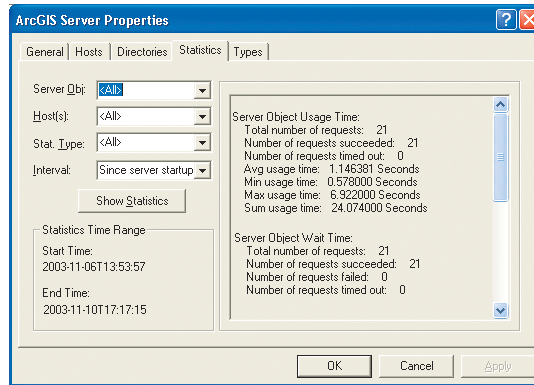 ArcGIS Server Properties
General Hosts Directories Statistics Types
Server Obj: <All>
Host(s): <All>
Stat. Type: <All>
Interval: Since server startup
Show Statistics
Statistics Time Range
Start Time:
2003-11-06T13:53:57
End Time:
2003-11-10T17:17:15
Server Object Usage Time:
Total number of requests: 21
Number of requests succeeded: 21
Number of requests timed out: 0
Avg usage time: 1.146381 Seconds
Min usage time: 0.578000 Seconds
Max usage time: 6.922000 Seconds
Sum usage time: 24.074000 Seconds
Server Object Wait Time:
Total number of requests: 21
Number of requests succeeded: 21
Number of requests failed: 0
Number of requests timed out: 0
OK Cancel Apply